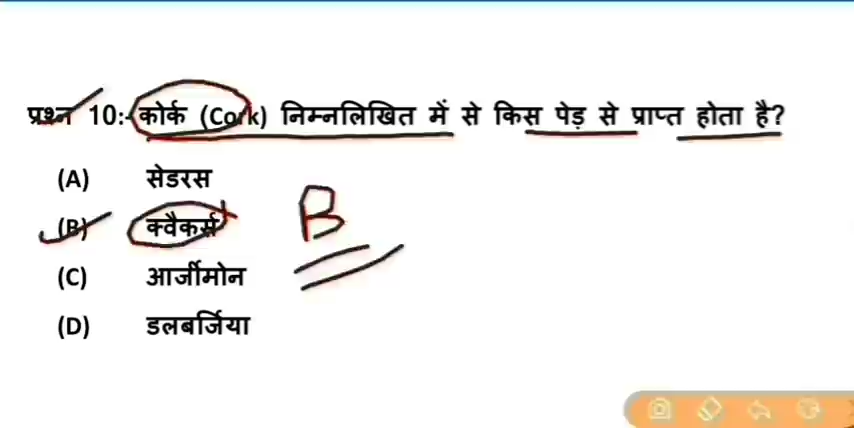 प्रश्न 10:- कोर्क (Cork) निम्नलिखित में से किस पेड़ से प्राप्त होता है?
(A) सेडरस
(B) क्वैकर्स B
(C) आर्जीमोन
(D) डलबर्जिया